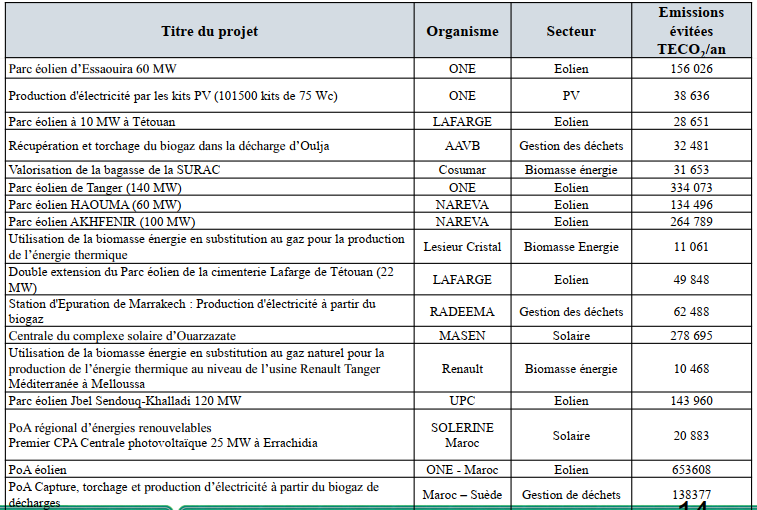 Titre du projet Organisme Secteur Emissions évitées TECO₂/an
Parc éolien d’Essaouira 60 MW ONE Eolien 156 026
Production d'électricité par les kits PV (101500 kits de 75 Wc) ONE PV 38 636
Parc éolien à 10 MW à Tétouan LAFARGE Eolien 28 651
Récupération et torchage du biogaz dans la décharge d’Oulja AAVB Gestion des déchets 32 481
Valorisation de la bagasse de la SURAC Cosumar Biomasse énergie 31 653
Parc éolien de Tanger (140 MW) ONE Eolien 334 073
Parc éolien HAOUMA (60 MW) NAREVA Eolien 134 496
Parc éolien AKHFENIR (100 MW) NAREVA Eolien 264 789
Utilisation de la biomasse énergie en substitution au gaz pour la production
de l’énergie thermique Lesieur Cristal Biomasse Energie 11 061
Double extension du Parc éolien de la cimenterie Lafarge de Tétouan (22
MW) LAFARGE Eolien 49 848
Station d'Epuration de Marrakech : Production d'électricité à partir du
biogaz RADEEMA Gestion des déchets 62 488
Centrale du complexe solaire d’Ouarzazate MASEN Solaire 278 695
Utilisation de la biomasse énergie en substitution au gaz naturel pour la
production de l’énergie thermique au niveau de l’usine Renault Tanger
Méditerranée à Melloussa Renault Biomasse énergie 10 468
Parc éolien Jbel Sendouq-Khalladi 120 MW UPC Eolien 143 960
PoA régional d’énergies renouvelables
Premier CPA Centrale photovoltaïque 25 MW à Errachidia SOLERINE Maroc Solaire 20 883
PoA éolien ONE - Maroc Eolien 653608
PoA Capture, torchage et production d’électricité à partir du biogaz de
décharges Maroc – Suède Gestion de déchets 138377
14